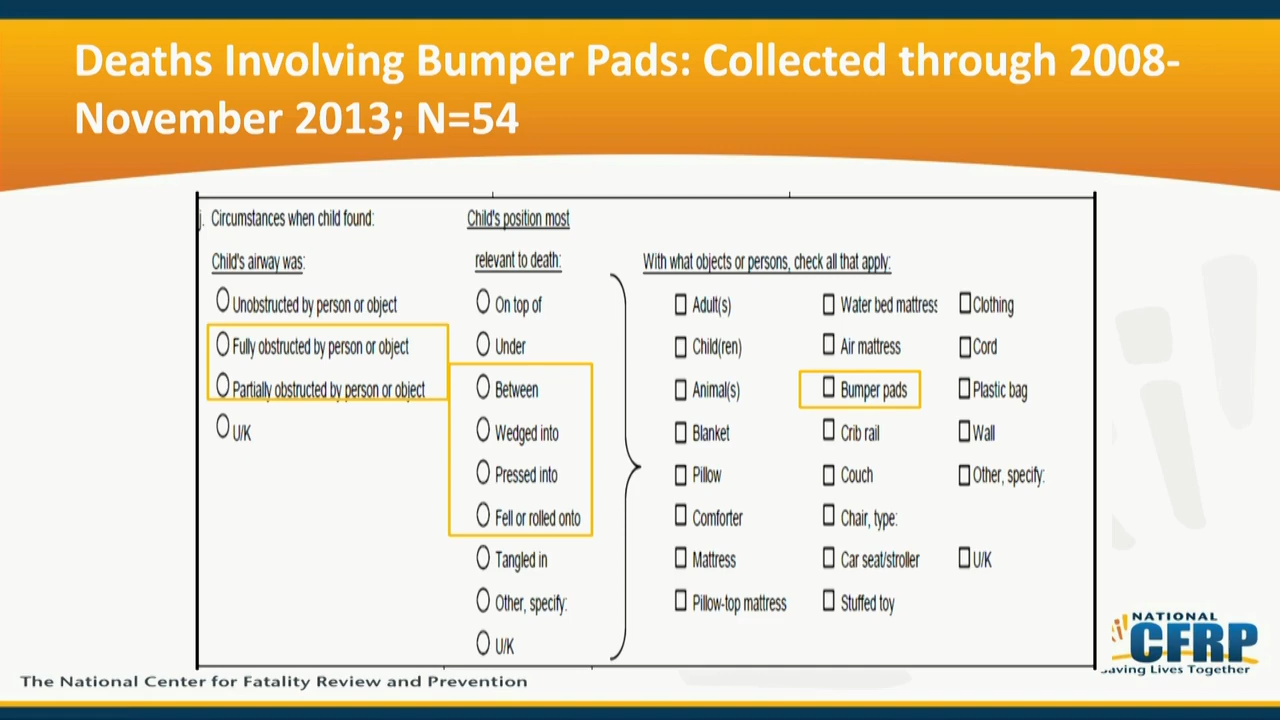 Deaths Involving Bumper Pads: Collected through 2008-
November 2013; N=54
j. Circumstances when child found:
Child's airway was:
Unobstructed by person or object
Fully obstructed by person or object
Partially obstructed by person or object
U/K
Child's position most
relevant to death:
On top of
Under
Between
Wedged into
Pressed into
Fell or rolled onto
Tangled in
Other, specify:
U/K
With what objects or persons, check all that apply:
Adult(s)
Child(ren)
Animal(s)
Blanket
Pillow
Comforter
Mattress
Pillow-top mattress
Water bed mattress
Air mattress
Bumper pads
Crib rail
Couch
Chair, type:
Car seat/stroller
Stuffed toy
Clothing
Cord
Plastic bag
Wall
Other, specify:
U/K
NATIONAL
CFRP
Saving Lives Together
The National Center for Fatality Review and Prevention